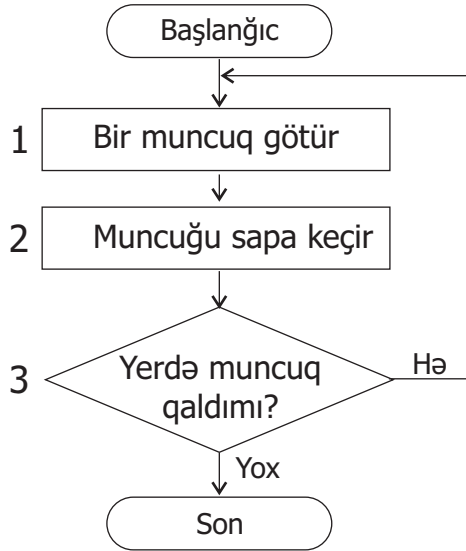 Başlanğıc
1
Bir muncuq götür
2
Muncuğu sapa keçir
3
Yerdə muncuq
qaldımı?
Hə
Yox
Son